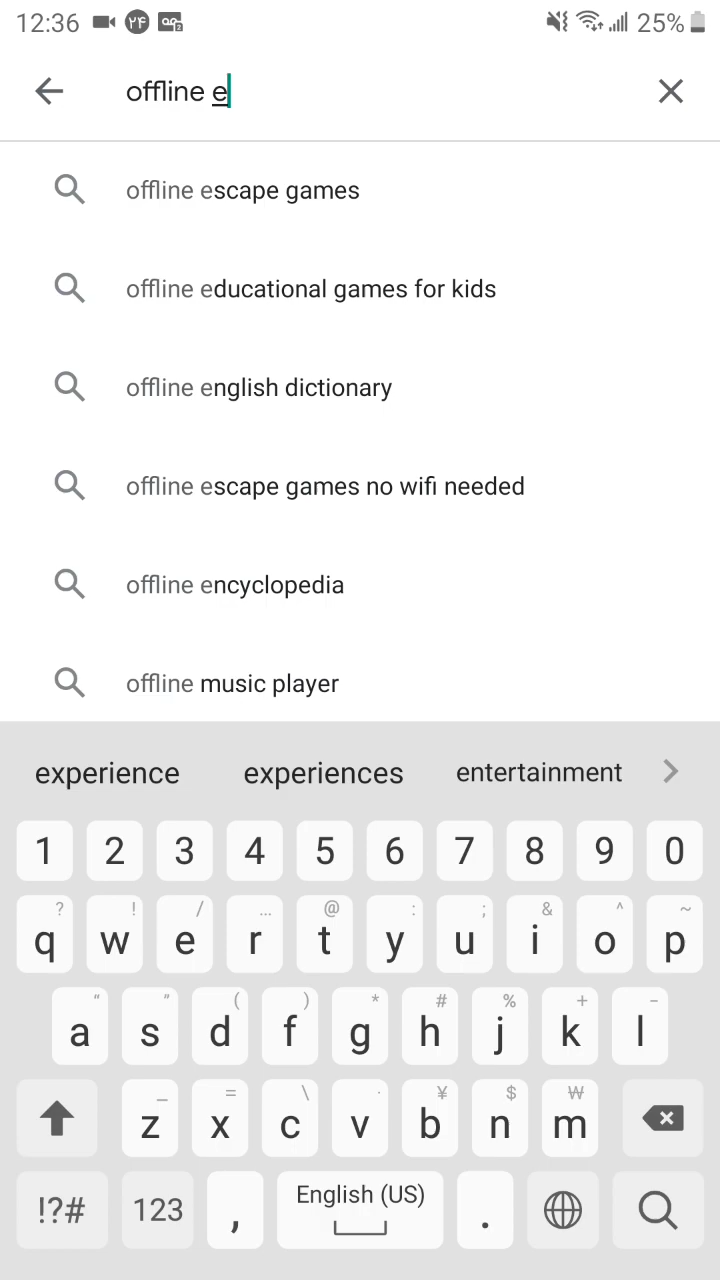 12:36 ۲۴ 25%
offline e
offline escape games
offline educational games for kids
offline english dictionary
offline escape games no wifi needed
offline encyclopedia
offline music player
experience experiences entertainment
1 2 3 4 5 6 7 8 9 0
? ! / ... @ : ; & ^ ~
q w e r t y u i o p
“ ” ( ) * # % + -
a s d f g h j k l
_ = \ · ¥ $ ₩
z x c v b n m
!?# 123 , English (US) .